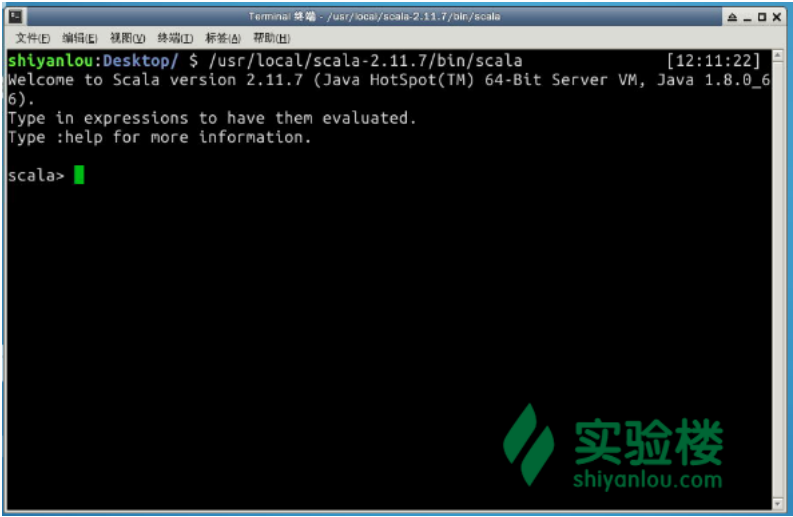 Terminal 终端 - /usr/local/scala-2.11.7/bin/scala
文件(F) 编辑(E) 视图(V) 终端(T) 标签(A) 帮助(H)
shiyanlou:Desktop/ $ /usr/local/scala-2.11.7/bin/scala [12:11:22]
Welcome to Scala version 2.11.7 (Java HotSpot(TM) 64-Bit Server VM, Java 1.8.0_6
6).
Type in expressions to have them evaluated.
Type :help for more information.
scala>
实验楼
shiyanlou.com